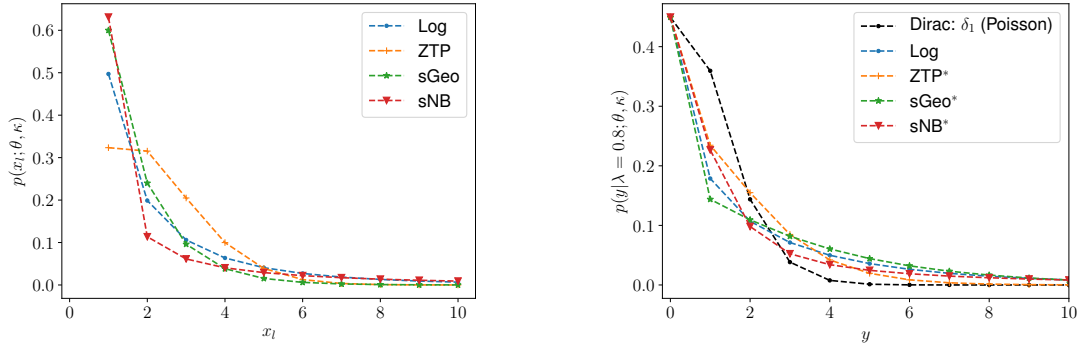 0.6
0.5
0.4
0.3
0.2
0.1
0.0
p(x_l; θ, κ)
0 2 4 6 8 10
x_l
Log
ZTP
sGeo
sNB
0.4
0.3
0.2
0.1
0.0
p(y|λ = 0.8; θ, κ)
0 2 4 6 8 10
y
Dirac: δ₁ (Poisson)
Log
ZTP*
sGeo*
sNB*